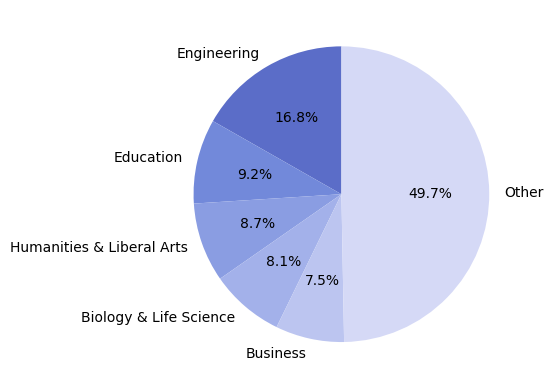 Engineering
16.8%
Education
9.2%
49.7%
Other
8.7%
Humanities & Liberal Arts
8.1%
7.5%
Biology & Life Science
Business